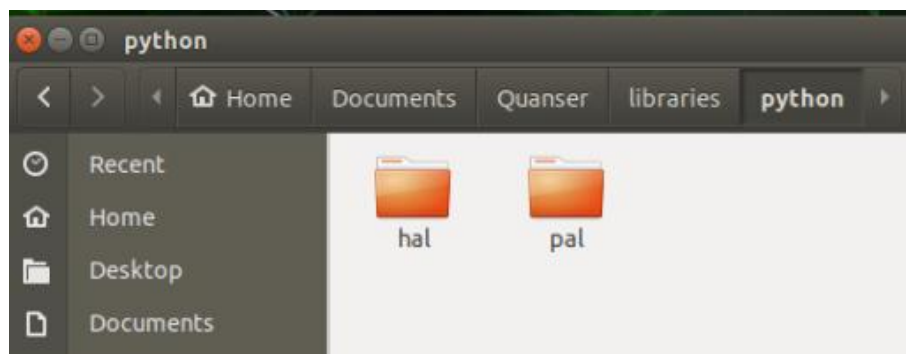 python
Home Documents Quanser libraries python
Recent
Home
Desktop
Documents
hal pal